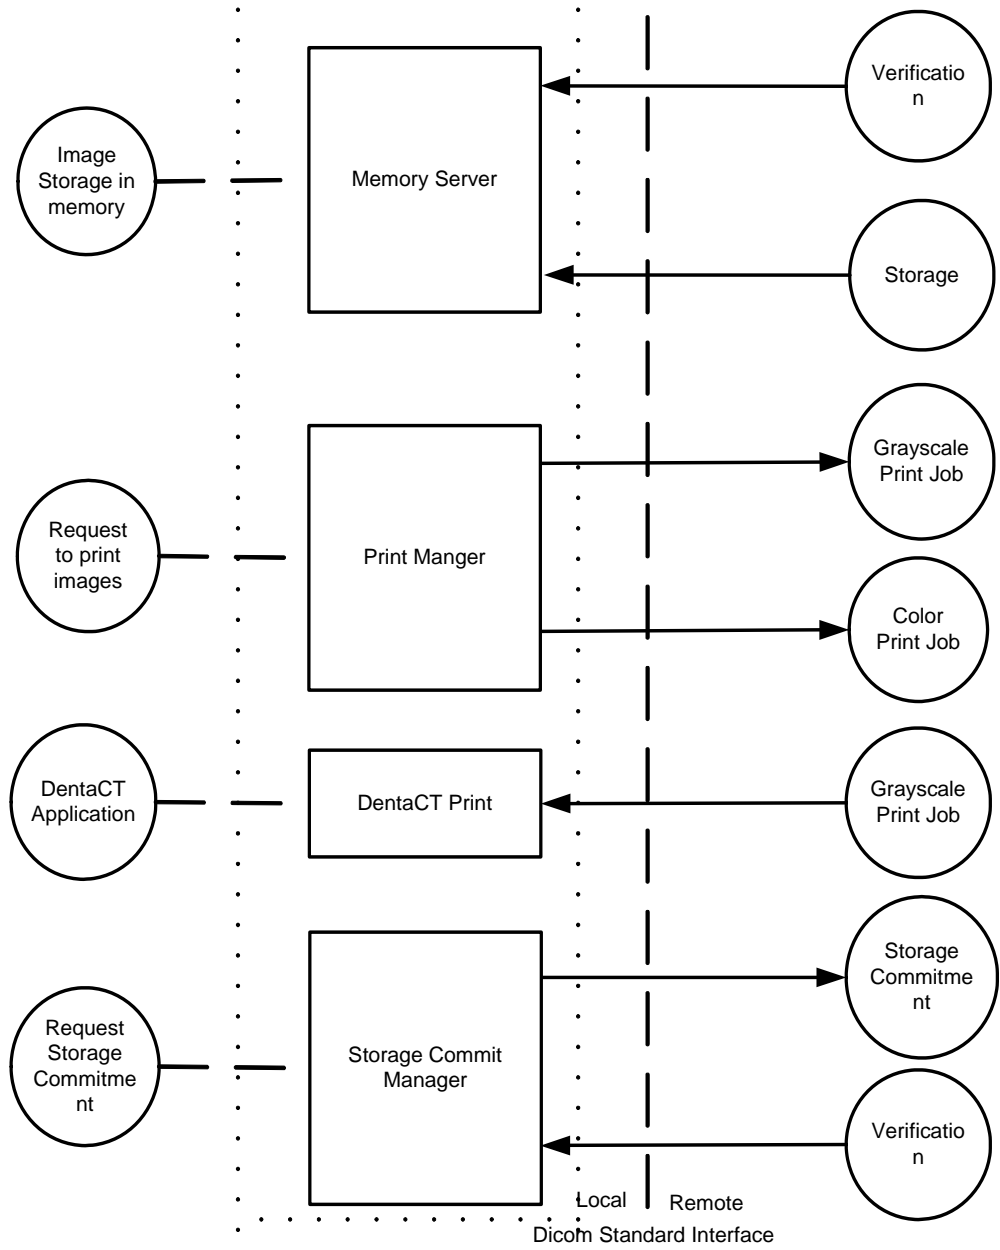 Verificatio
n
Image
Storage in
memory
Memory Server
Storage
Grayscale
Print Job
Request
to print
images
Print Manger
Color
Print Job
DentaCT
Application
DentaCT Print
Grayscale
Print Job
Storage
Commitme
nt
Request
Storage
Commitme
nt
Storage Commit
Manager
Verificatio
n
Local
Remote
Dicom Standard Interface